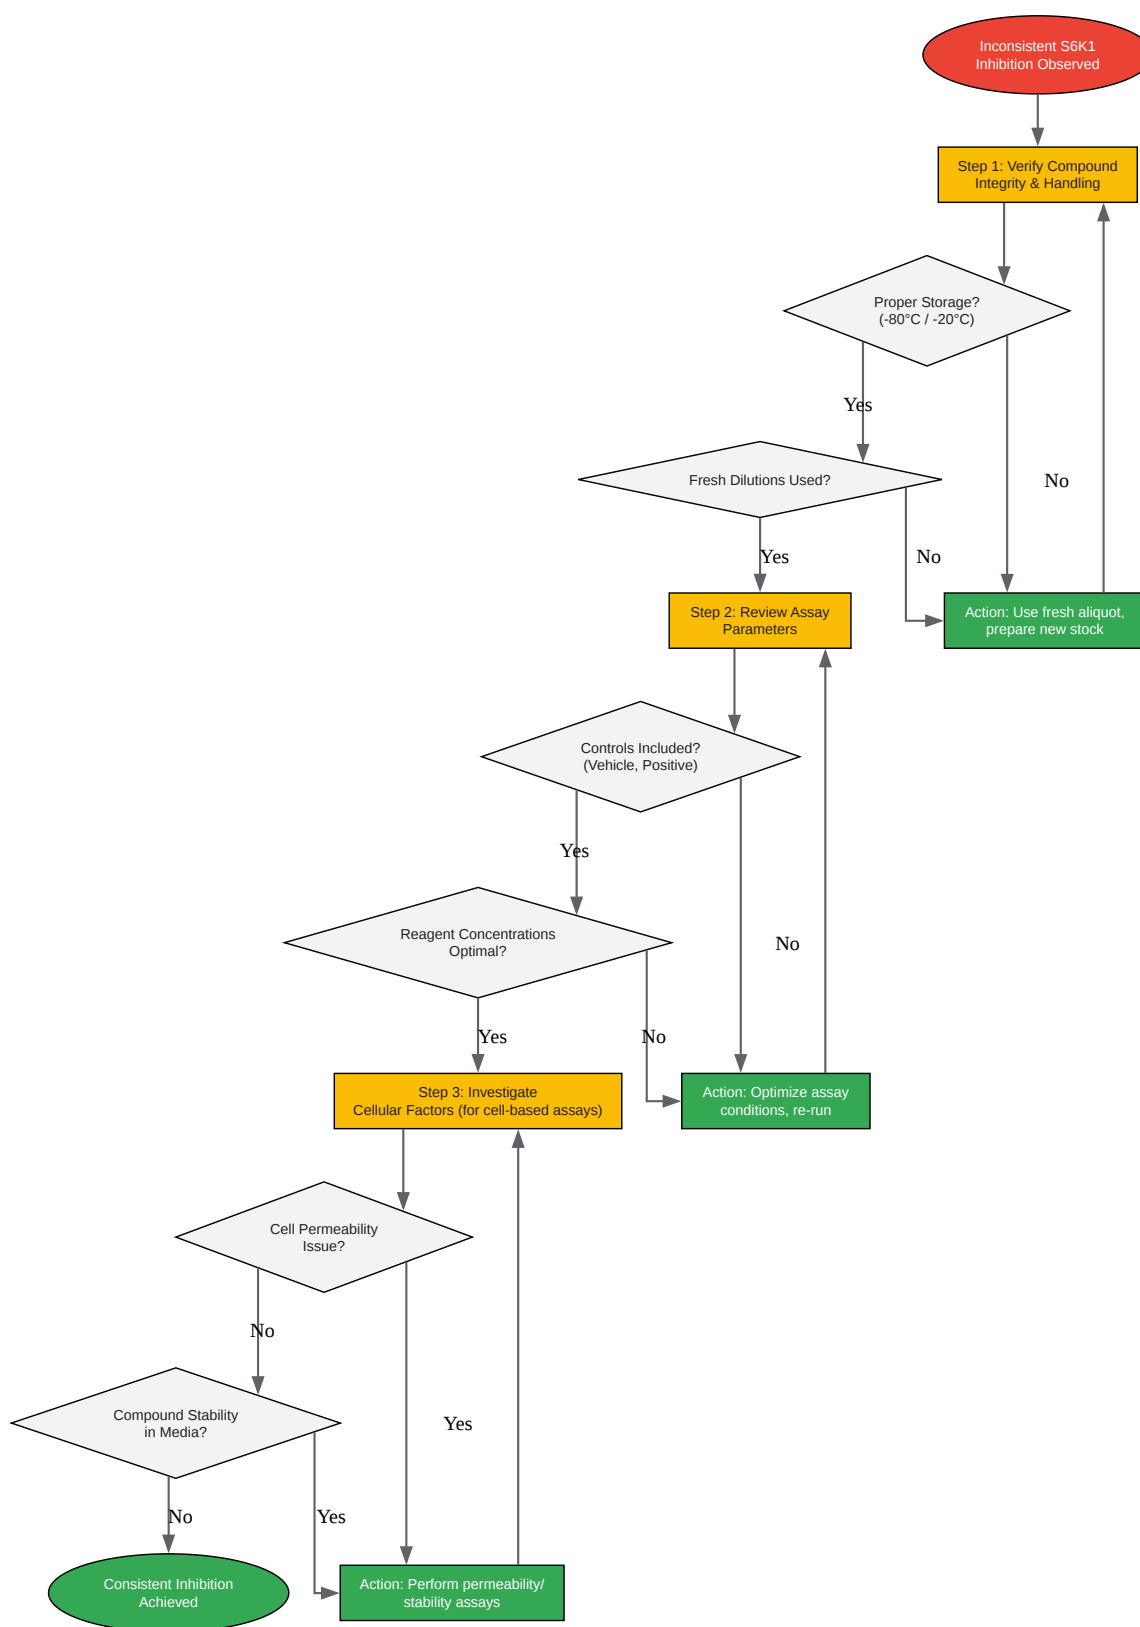 Inconsistent S6K1
Inhibition Observed
Step 1: Verify Compound
Integrity & Handling
Proper Storage?
(-80°C / -20°C)
Yes
No
Fresh Dilutions Used?
Yes
No
Step 2: Review Assay
Parameters
Action: Use fresh aliquot,
prepare new stock
Controls Included?
(Vehicle, Positive)
Yes
No
Reagent Concentrations
Optimal?
Yes
No
Step 3: Investigate
Cellular Factors (for cell-based assays)
Action: Optimize assay
conditions, re-run
Cell Permeability
Issue?
No
Yes
Compound Stability
in Media?
No
Yes
Consistent Inhibition
Achieved
Action: Perform permeability/
stability assays